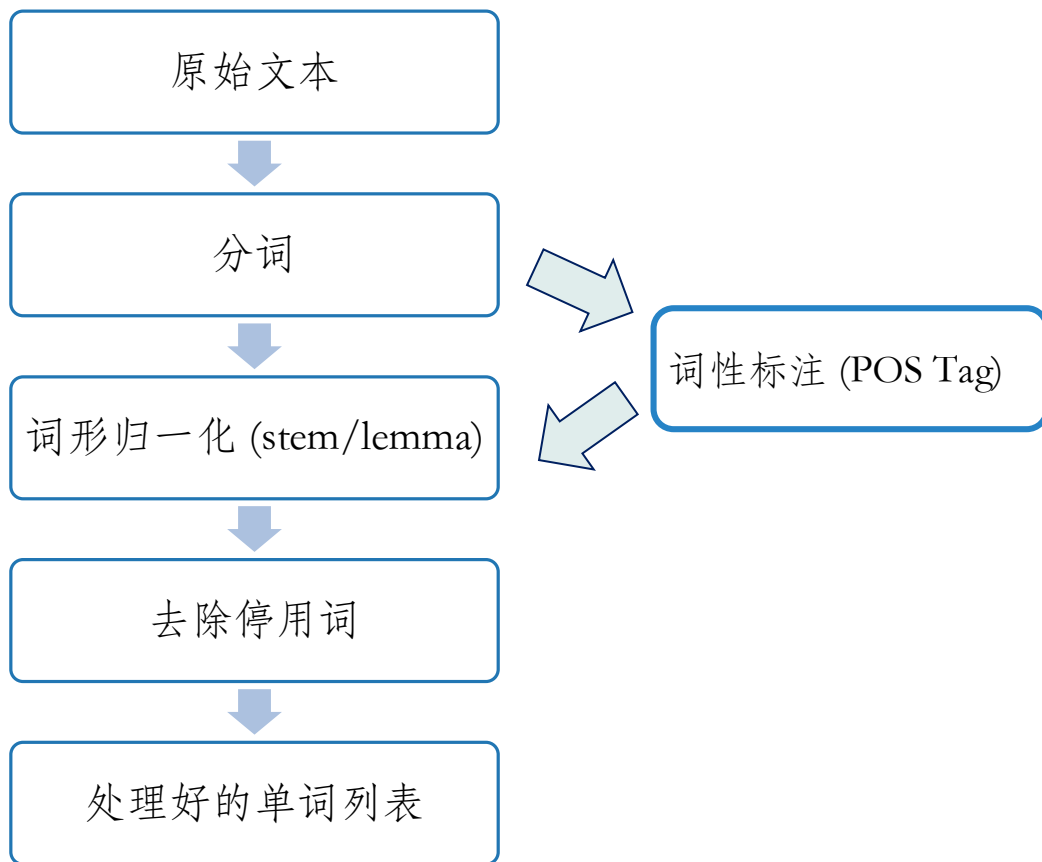 原始文本
分词
词性标注 (POS Tag)
词形归一化 (stem/lemma)
去除停用词
处理好的单词列表